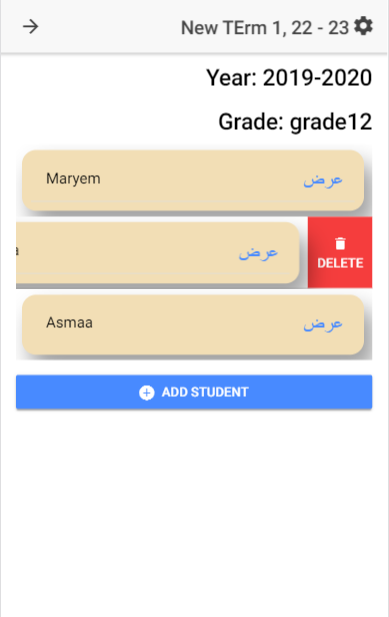 New TErm 1, 22 - 23
Year: 2019-2020
Grade: grade12
Maryem عرض
عرض
DELETE
Asmaa عرض
ADD STUDENT